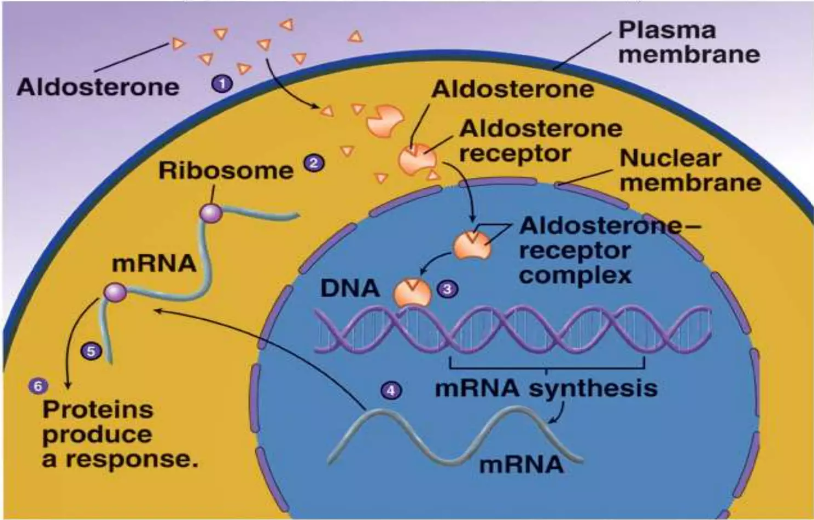 Plasma
membrane
Aldosterone
1
Aldosterone
Aldosterone
receptor
Ribosome
2
Nuclear
membrane
Aldosterone–
receptor
complex
mRNA
DNA
3
5
4
mRNA synthesis
6
Proteins
produce
a response.
mRNA